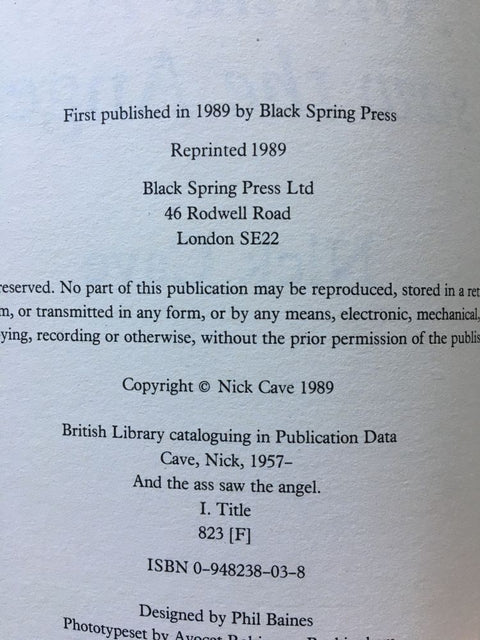 First published in 1989 by Black Spring Press
Reprinted 1989
Black Spring Press Ltd
46 Rodwell Road
London SE22
reserved. No part of this publication may be reproduced, stored in a ret
m, or transmitted in any form, or by any means, electronic, mechanical,
ying, recording or otherwise, without the prior permission of the publis
Copyright © Nick Cave 1989
British Library cataloguing in Publication Data
Cave, Nick, 1957–
And the ass saw the angel.
I. Title
823 [F]
ISBN 0–948238–03–8
Designed by Phil Baines
Phototypeset by Avocet